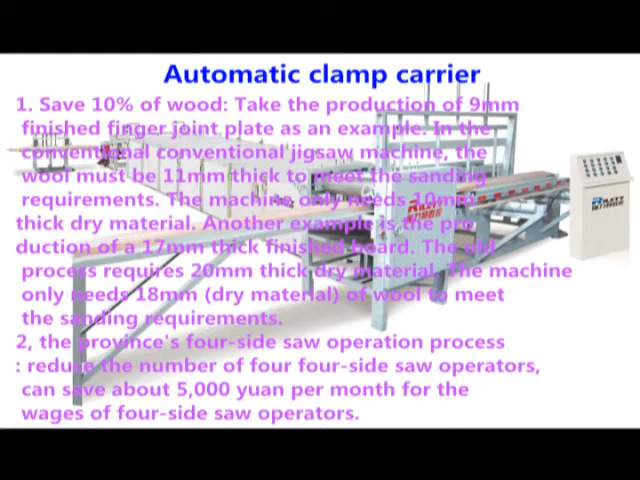 Automatic clamp carrier
1. Save 10% of wood: Take the production of 9mm
finished finger joint plate as an example. In the
conventional conventional jigsaw machine, the
wool must be 11mm thick to meet the sanding
requirements. The machine only needs 10mm
thick dry material. Another example is the pro
duction of a 17mm thick finished board. The old
process requires 20mm thick dry material. The machine
only needs 18mm (dry material) of wool to meet
the sanding requirements.
2, the province's four-side saw operation process
: reduce the number of four four-side saw operators,
can save about 5,000 yuan per month for the
wages of four-side saw operators.